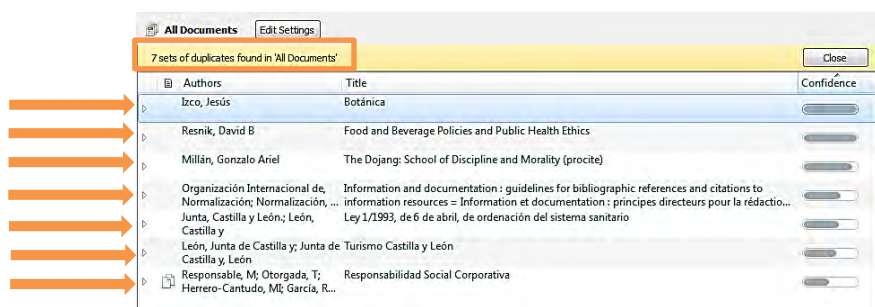 All Documents Edit Settings
7 sets of duplicates found in 'All Documents' Close
Authors Title Confidence
Izco, Jesús Botánica
Resnik, David B Food and Beverage Policies and Public Health Ethics
Millán, Gonzalo Ariel The Dojang: School of Discipline and Morality (procite)
Organización Internacional de, Information and documentation : guidelines for bibliographic references and citations to
Normalización; Normalización, ... information resources = Information et documentation : principes directeurs pour la rédactio...
Junta, Castilla y León.; León, Ley 1/1993, de 6 de abril, de ordenación del sistema sanitario
Castilla y
León, Junta de Castilla y; Junta de Turismo Castilla y León
Castilla y, León
Responsable, M; Otorgada, T; Responsabilidad Social Corporativa
Herrero-Cantudo, MI; García, R...